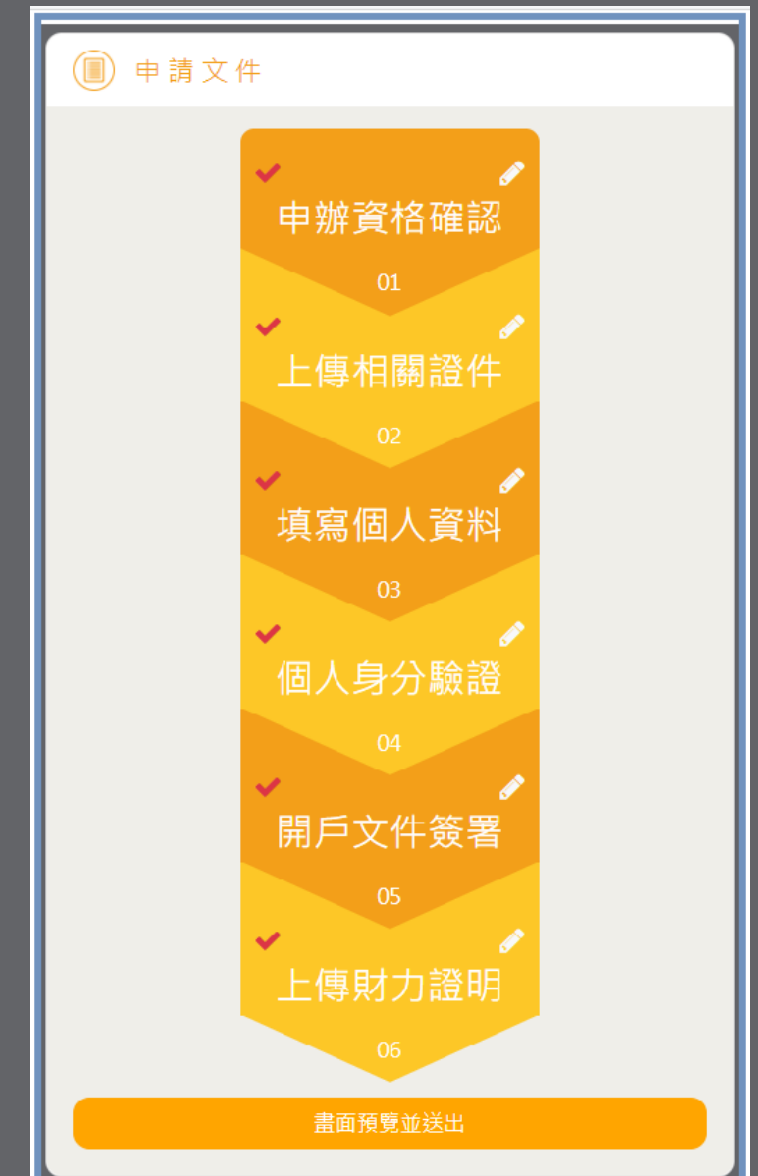 申請文件
申辦資格確認
01
上傳相關證件
02
填寫個人資料
03
個人身分驗證
04
開戶文件簽署
05
上傳財力證明
06
畫面預覽並送出